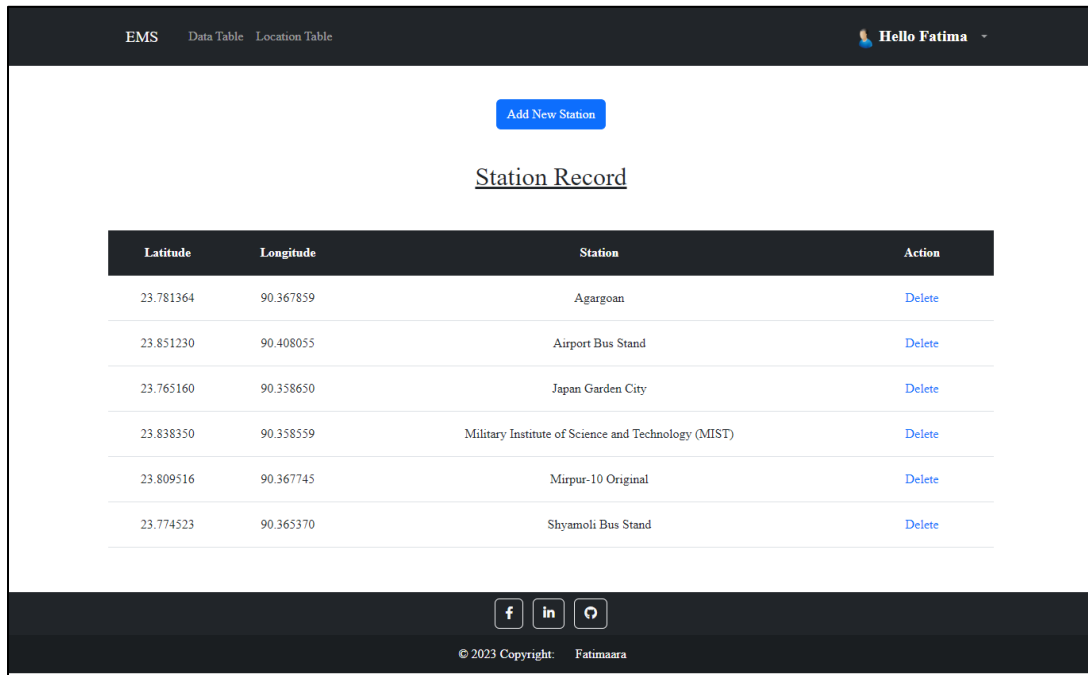 EMS Data Table Location Table Hello Fatima
Add New Station
Station Record
Latitude Longitude Station Action
23.781364 90.367859 Agargoan Delete
23.851230 90.408055 Airport Bus Stand Delete
23.765160 90.358650 Japan Garden City Delete
23.838350 90.358559 Military Institute of Science and Technology (MIST) Delete
23.809516 90.367745 Mirpur-10 Original Delete
23.774523 90.365370 Shyamoli Bus Stand Delete
f in
© 2023 Copyright: Fatimaara